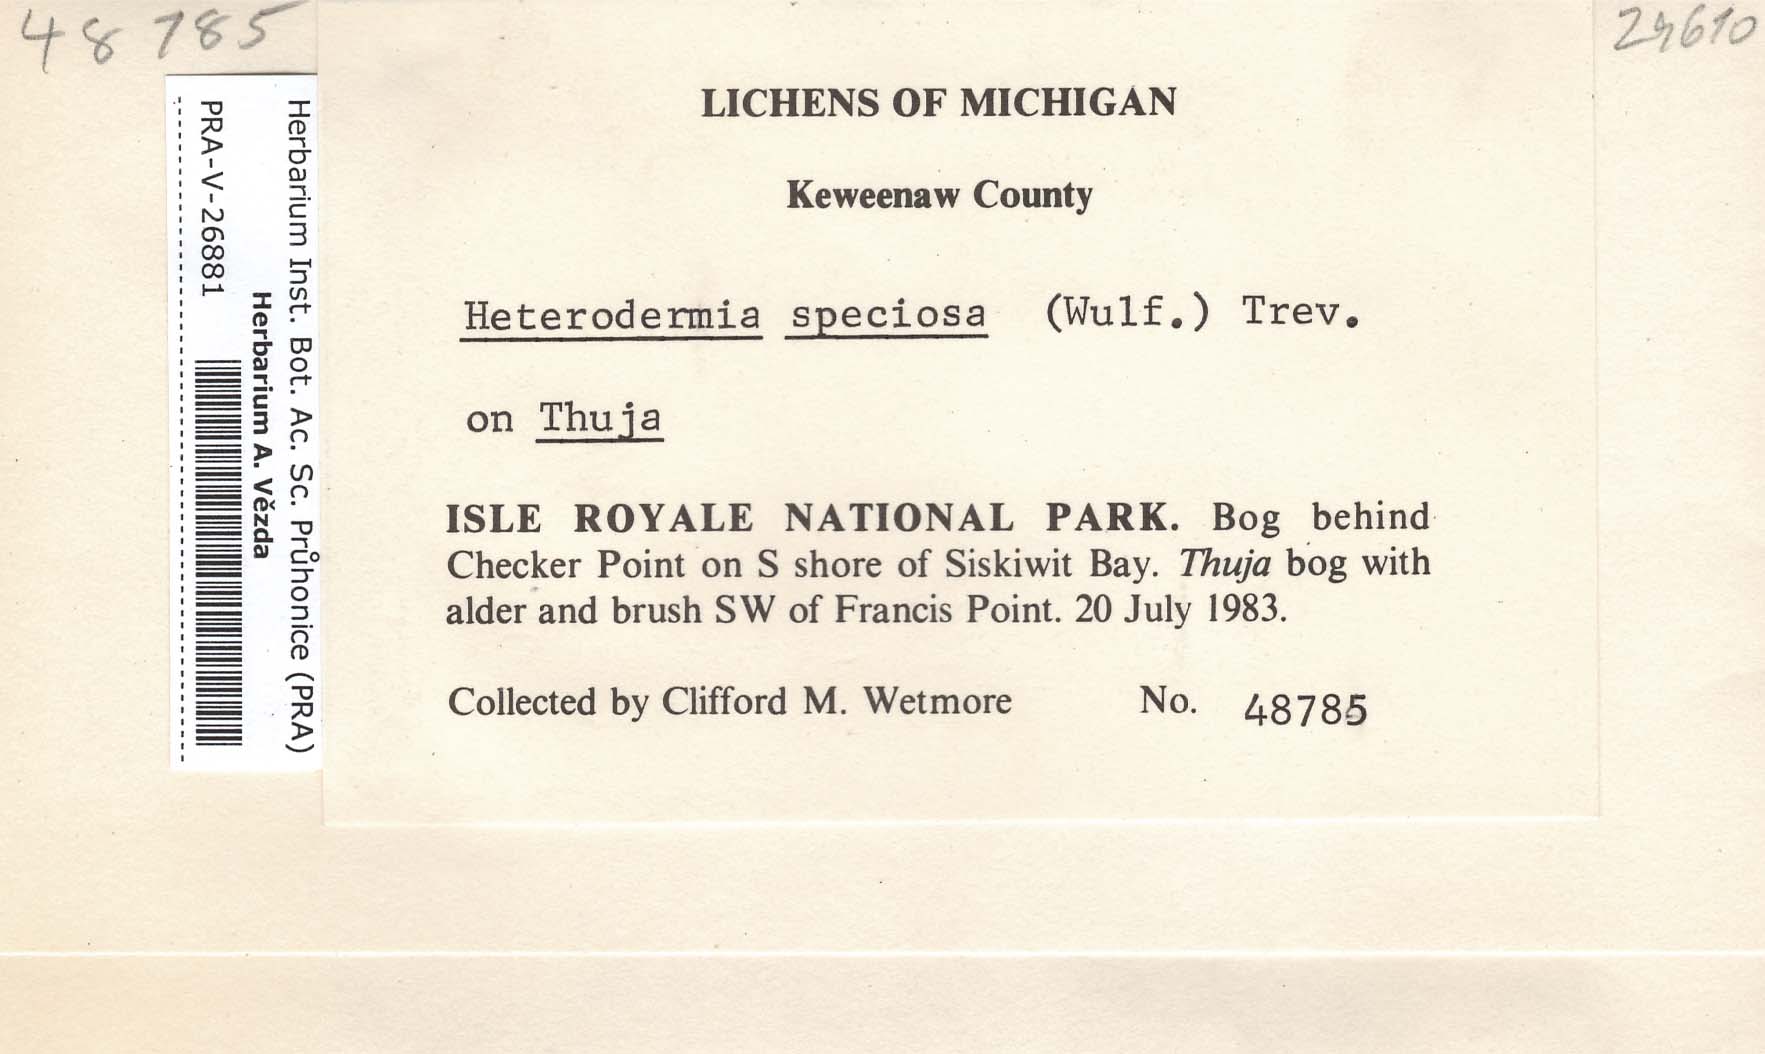 48785
Herbarium Inst. Bot. Ac. Sc. Průhonice (PRA)
Herbarium A. Vězda
PRA-V-26881
LICHENS OF MICHIGAN
Keweenaw County
Heterodermia speciosa (Wulf.) Trev.
on Thuja
ISLE ROYALE NATIONAL PARK. Bog behind
Checker Point on S shore of Siskiwit Bay. Thuja bog with
alder and brush SW of Francis Point. 20 July 1983.
Collected by Clifford M. Wetmore No. 48785